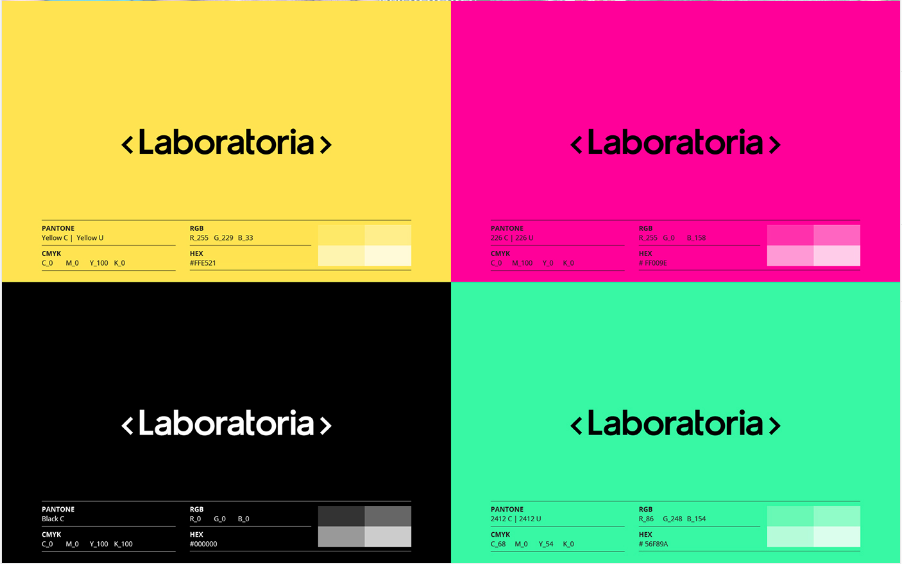 <Laboratoria>
PANTONE
Yellow C | Yellow U
CMYK
C_0 M_0 Y_100 K_0
RGB
R_255 G_229 B_33
HEX
#FFE521
<Laboratoria>
PANTONE
226 C | 226 U
CMYK
C_0 M_100 Y_0 K_0
RGB
R_255 G_0 B_158
HEX
# FF009E
<Laboratoria>
PANTONE
Black C
CMYK
C_0 M_0 Y_100 K_100
RGB
R_0 G_0 B_0
HEX
#000000
<Laboratoria>
PANTONE
2412 C | 2412 U
CMYK
C_68 M_0 Y_54 K_0
RGB
R_86 G_248 B_154
HEX
# 56F89A